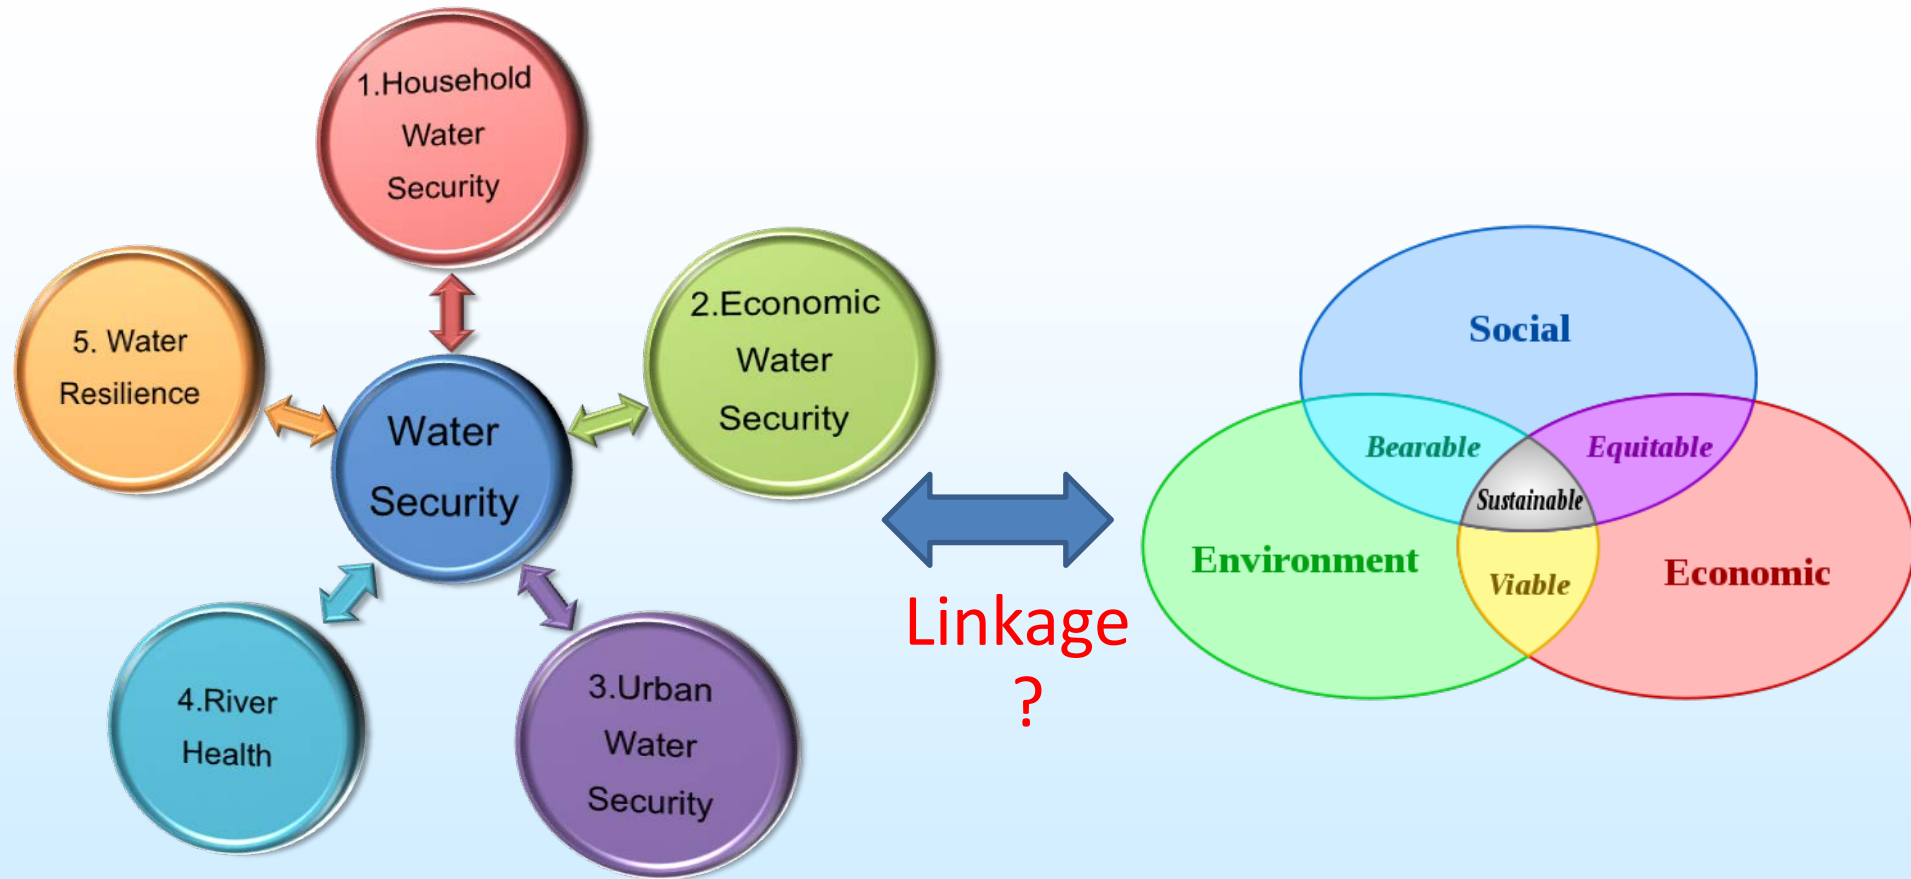 1.Household
Water
Security
2.Economic
Water
Security
5. Water
Resilience
Water
Security
4.River
Health
3.Urban
Water
Security
Linkage
?
Social
Bearable
Equitable
Sustainable
Environment
Economic
Viable